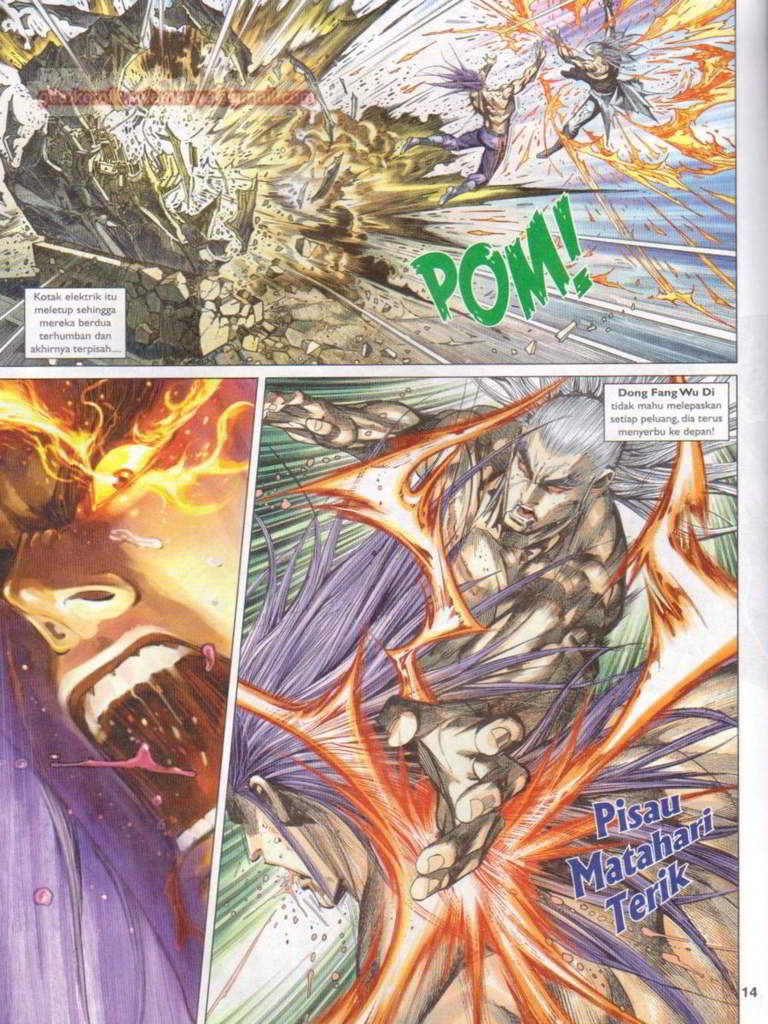 POM!
Kotak elektrik itu
meletup sehingga
mereka berdua
terhumban dan
akhirnya terpisah....
Dong Fang Wu Di
tidak mahu melepaskan
setiap peluang, dia terus
menyerbu ke depan!
Pisau
Matahari
Terik
14